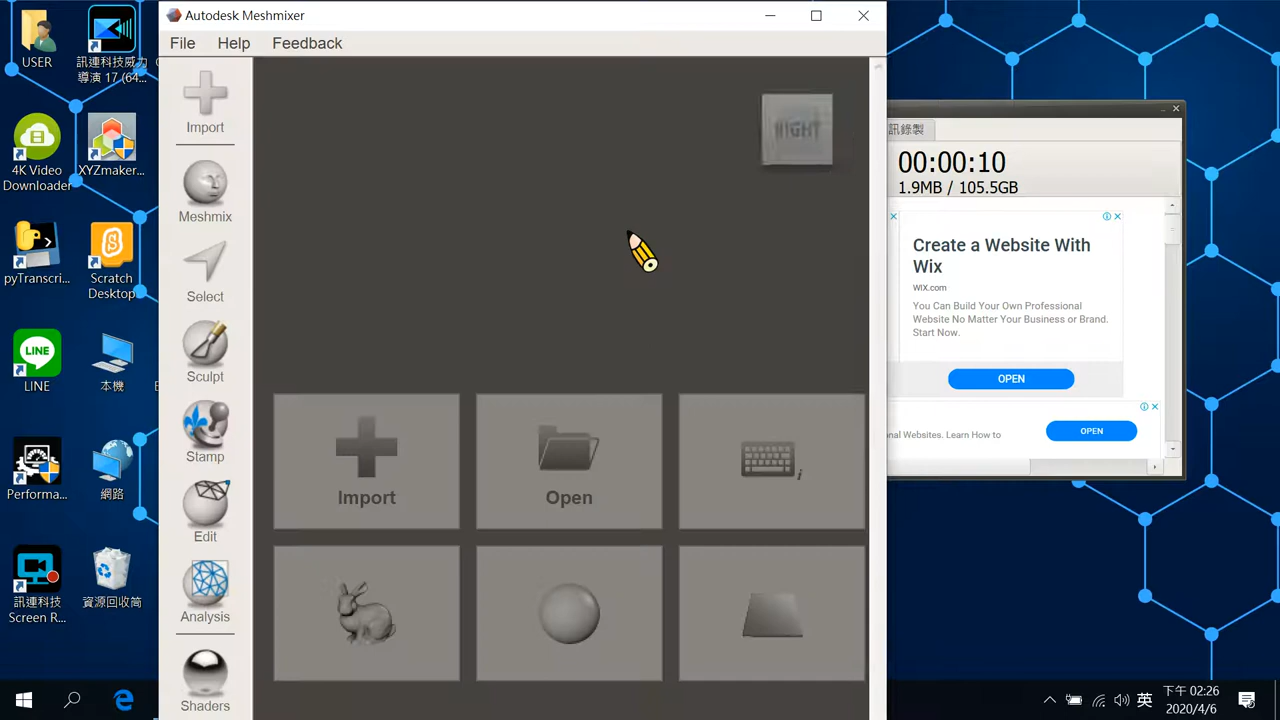 USER
訊連科技威力
導演 17 (64...
4K Video
Downloader
XYZmaker...
pyTranscri...
Scratch
Desktop
LINE
本機
Performa...
網路
訊連科技
Screen R...
資源回收筒
Autodesk Meshmixer
File Help Feedback
Import
Meshmix
Select
Sculpt
Stamp
Edit
Analysis
Shaders
RIGHT
Import
Open
i
訊錄製
00:00:10
1.9MB / 105.5GB
Create a Website With
Wix
WIX.com
You Can Build Your Own Professional
Website No Matter Your Business or Brand.
Start Now.
OPEN
nal Websites. Learn How to
OPEN
英
下午 02:26
2020/4/6